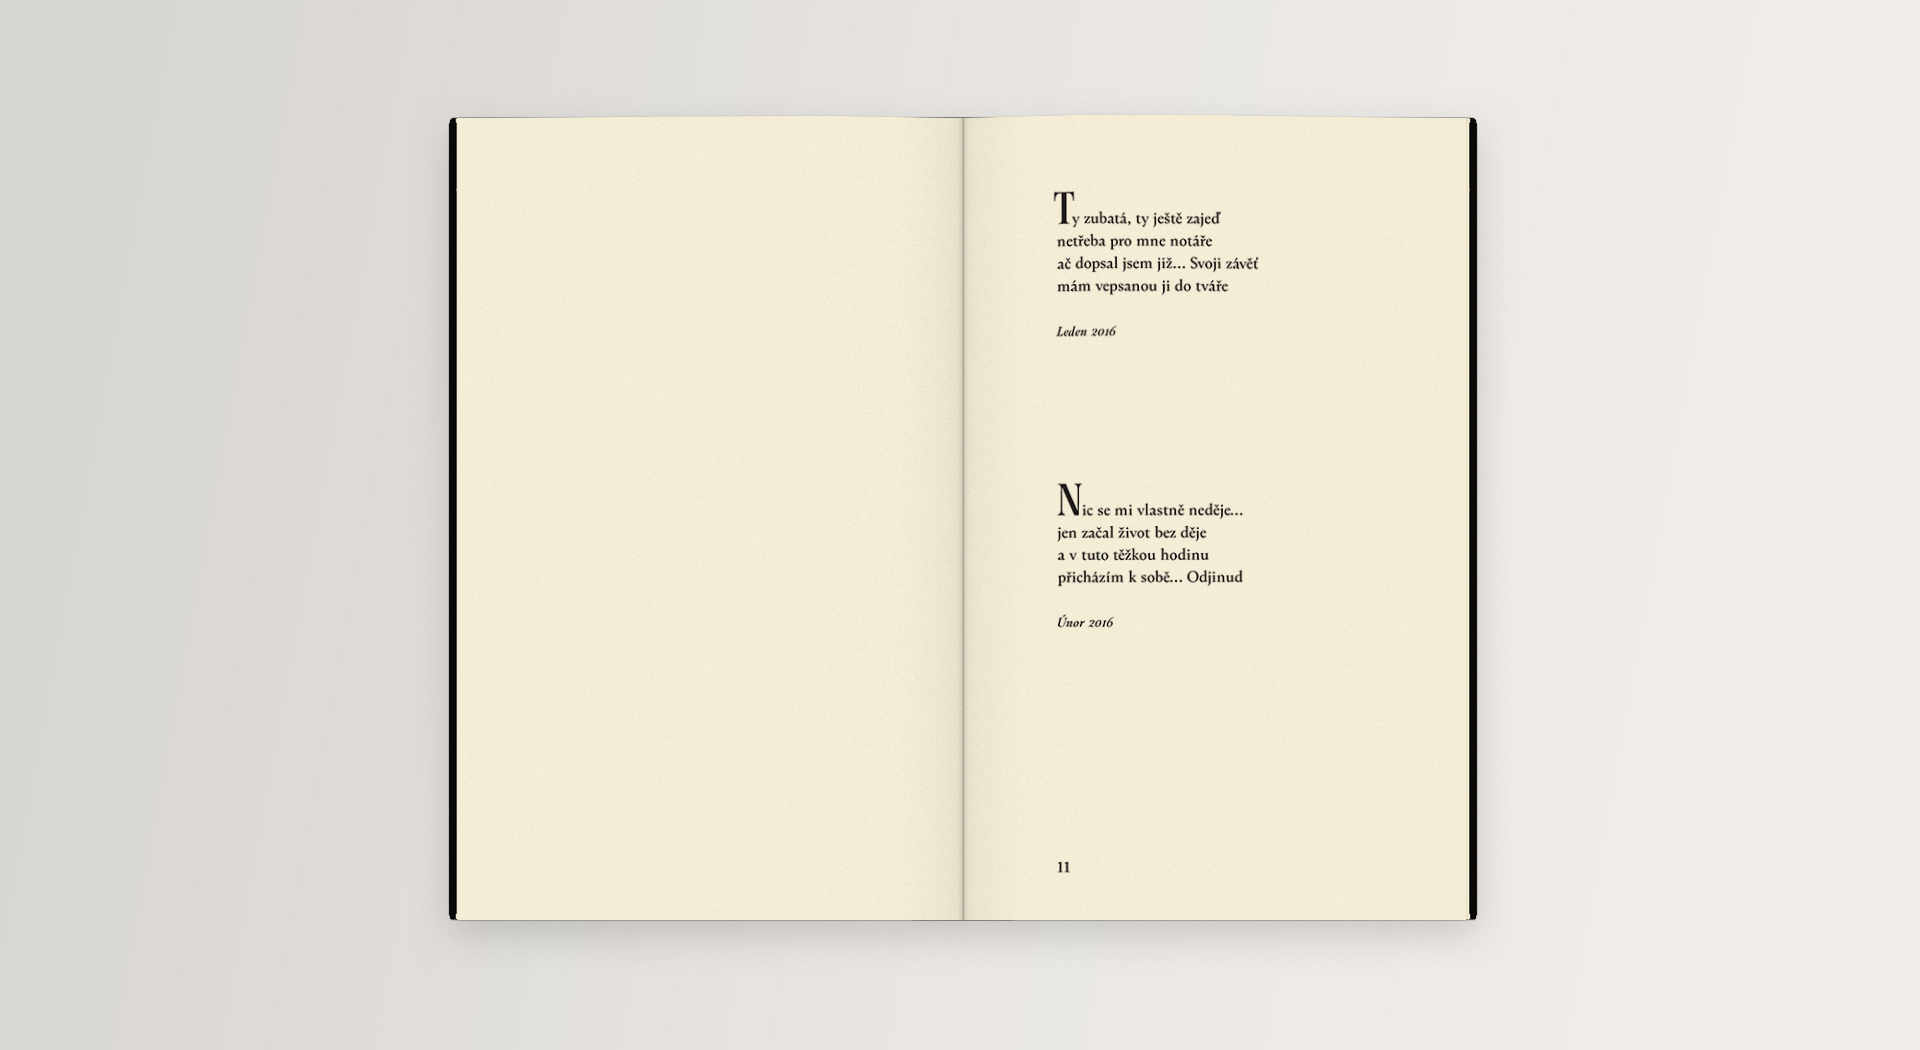 Ty zubatá, ty ještě zajeď
netřeba pro mne notáře
ač dopsal jsem již... Svoji závěť
mám vepsanou ji do tváře
Leden 2016
Nic se mi vlastně neděje...
jen začal život bez děje
a v tuto těžkou hodinu
přicházím k sobě... Odjinud
Únor 2016
11